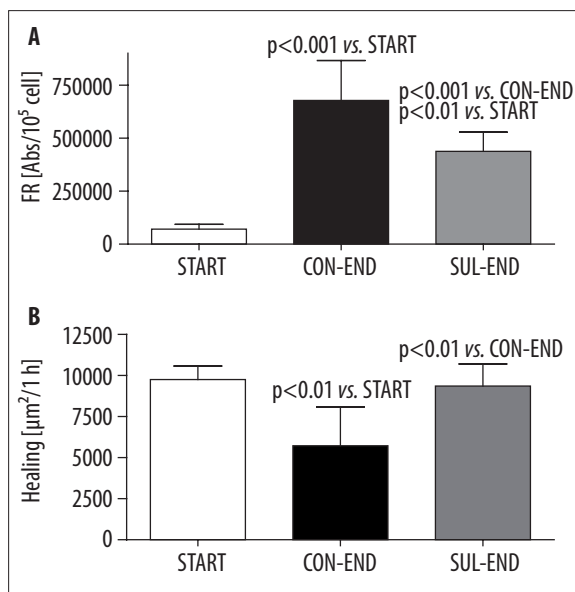 A
p<0.001 vs. START
p<0.001 vs. CON-END
p<0.01 vs. START
FR [Abs/10⁵ cell]
750000
500000
250000
0
START CON-END SUL-END
B
p<0.01 vs. CON-END
p<0.01 vs. START
Healing [µm²/1 h]
12500
10000
7500
5000
2500
0
START CON-END SUL-END